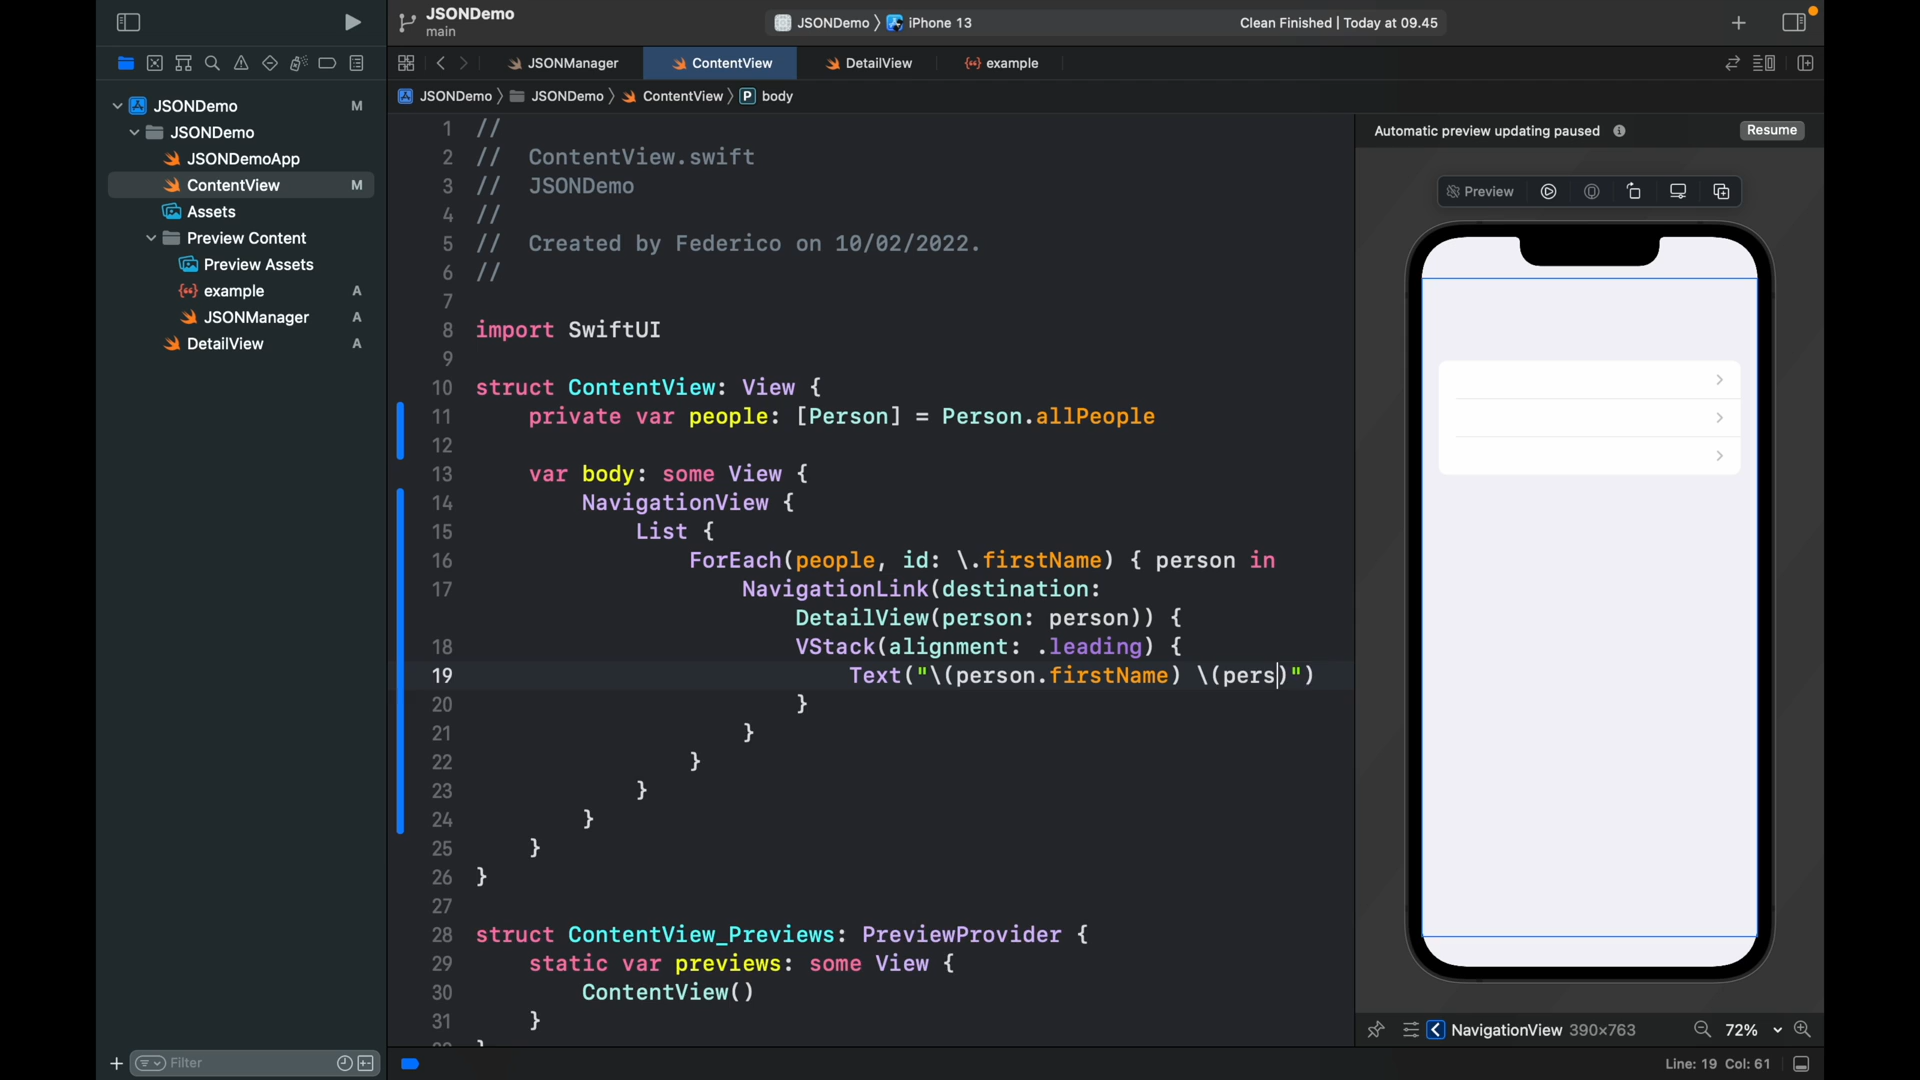 JSONDemo
main
JSONDemo
iPhone 13
Clean Finished | Today at 09.45
JSONManager
ContentView
DetailView
example
JSONDemo
JSONDemo
ContentView
P
body
JSONDemo
M
JSONDemo
JSONDemoApp
ContentView
M
Assets
Preview Content
Preview Assets
example
A
JSONManager
A
DetailView
A
Filter
1 //
2 //  ContentView.swift
3 //  JSONDemo
4 //
5 //  Created by Federico on 10/02/2022.
6 //
7
8 import SwiftUI
9
10 struct ContentView: View {
11 private var people: [Person] = Person.allPeople
12
13 var body: some View {
14 NavigationView {
15 List {
16 ForEach(people, id: \.firstName) { person in
17 NavigationLink(destination:
DetailView(person: person)) {
18 VStack(alignment: .leading) {
19 Text("\(person.firstName) \(pers)")
20 }
21 }
22 }
23 }
24 }
25 }
26 }
27
28 struct ContentView_Previews: PreviewProvider {
29 static var previews: some View {
30 ContentView()
31 }
Automatic preview updating paused
Resume
Preview
NavigationView 390×763
72%
Line: 19 Col: 61